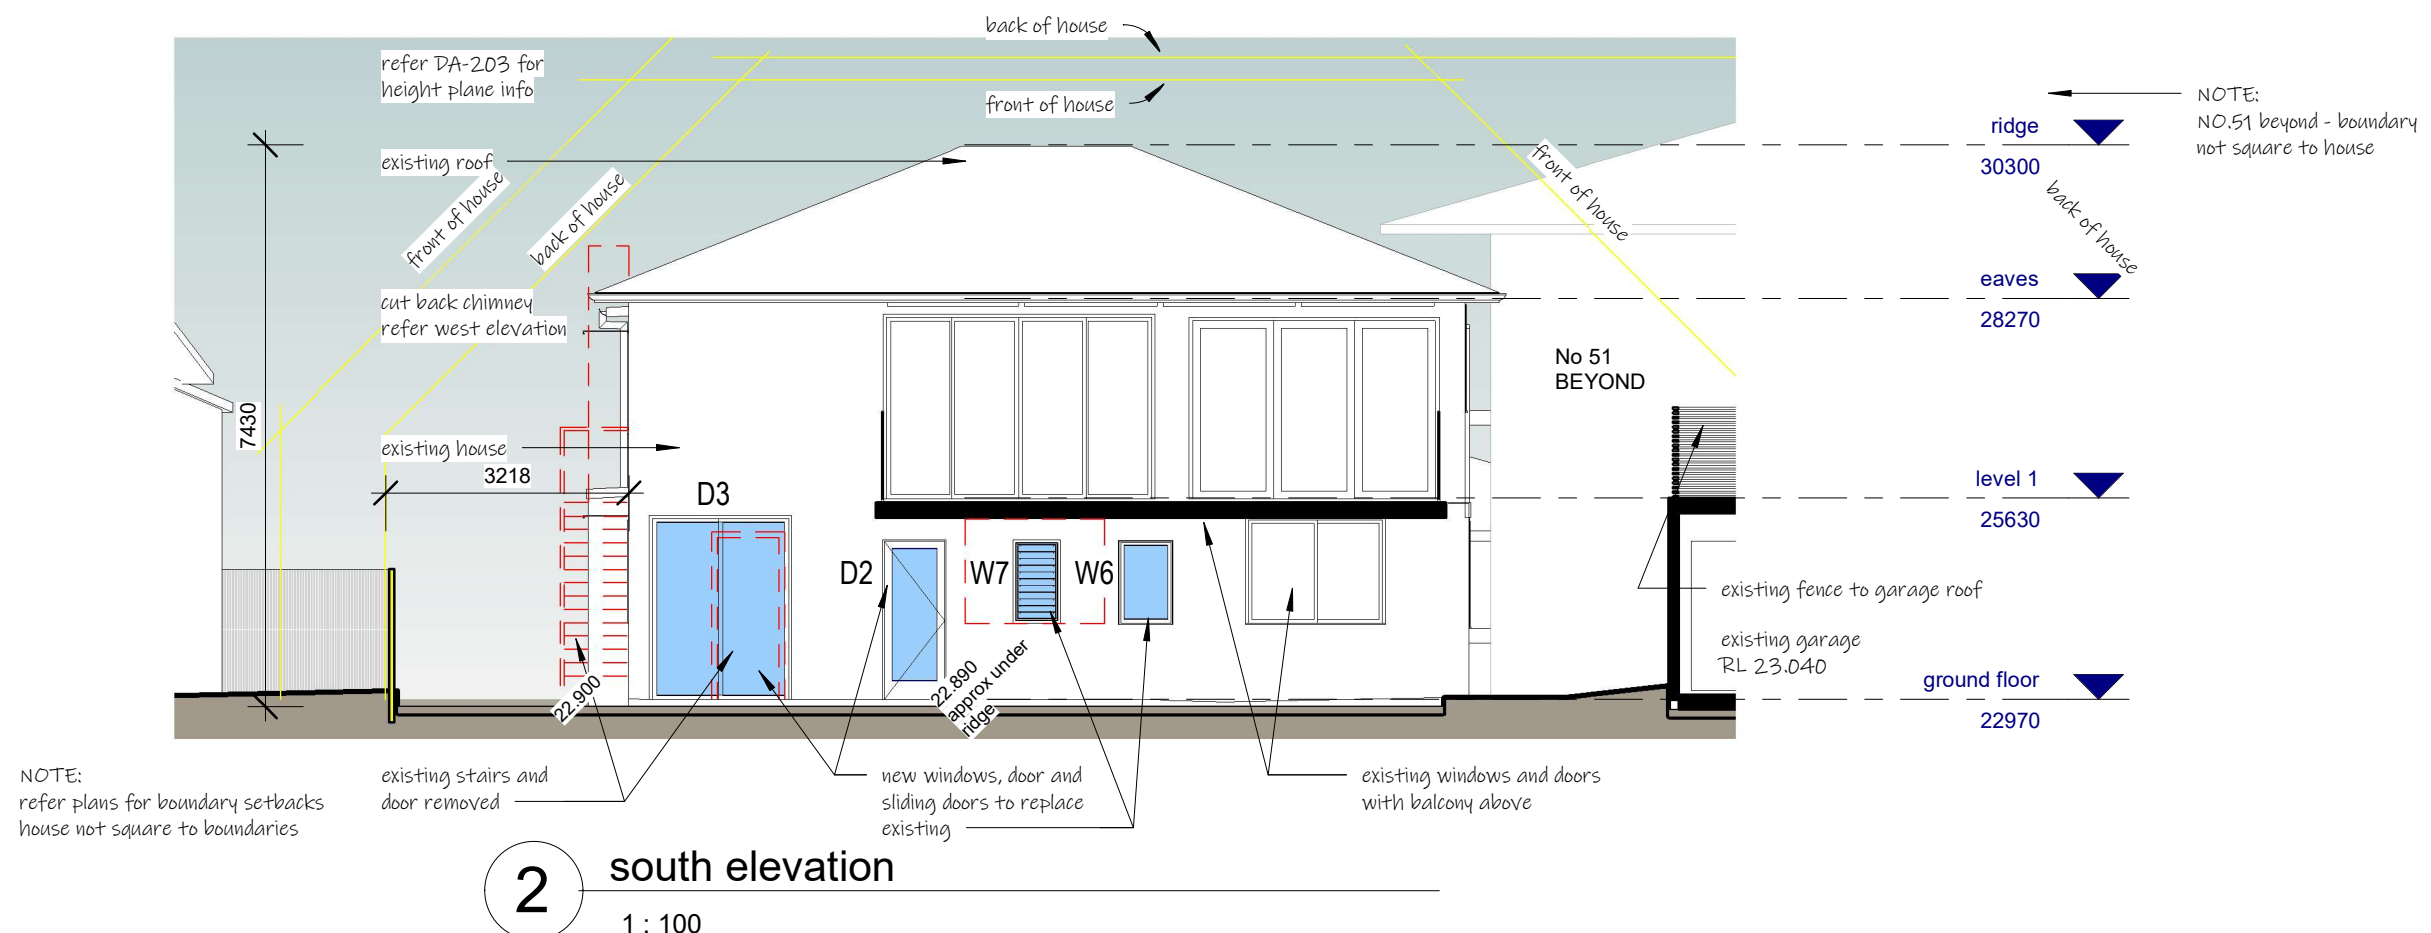 back of house
refer DA-203 for
height plane info
front of house
NOTE:
NO.51 beyond - boundary
not square to house
ridge
30300
existing roof
front of house
back of house
front of house
back of house
eaves
28270
cut back chimney
refer west elevation
No 51
BEYOND
7430
existing house
3218
D3
level 1
25630
D2
W7
W6
existing fence to garage roof
existing garage
RL 23.040
22.900
22.890
approx under
ridge
ground floor
22970
NOTE:
refer plans for boundary setbacks
house not square to boundaries
existing stairs and
door removed
new windows, door and
sliding doors to replace
existing
existing windows and doors
with balcony above
2
south elevation
1 : 100